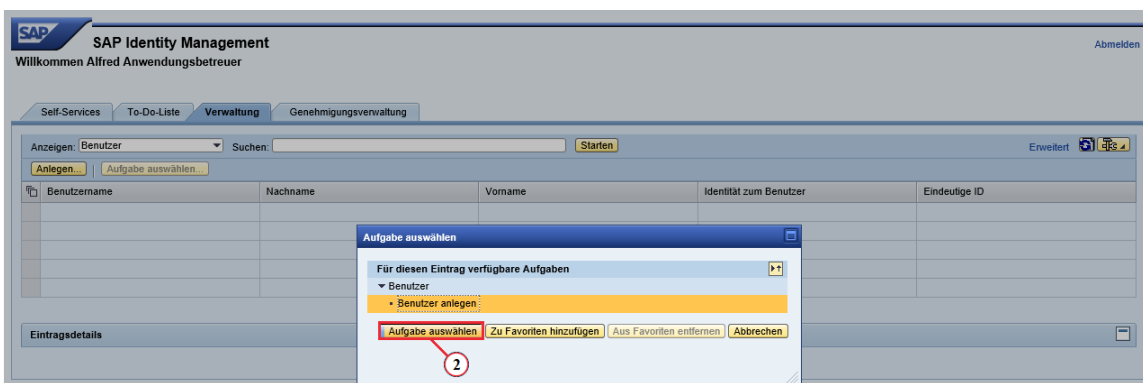 SAP
SAP Identity Management
Abmelden
Willkommen Alfred Anwendungsbetreuer
Self-Services To-Do-Liste Verwaltung Genehmigungsverwaltung
Anzeigen: Benutzer Suchen: Starten Erweitert
Anlegen... Aufgabe auswählen...
Benutzername Nachname Vorname Identität zum Benutzer Eindeutige ID
Aufgabe auswählen
Für diesen Eintrag verfügbare Aufgaben
Benutzer
Benutzer anlegen
Aufgabe auswählen Zu Favoriten hinzufügen Aus Favoriten entfernen Abbrechen
Eintragsdetails
2